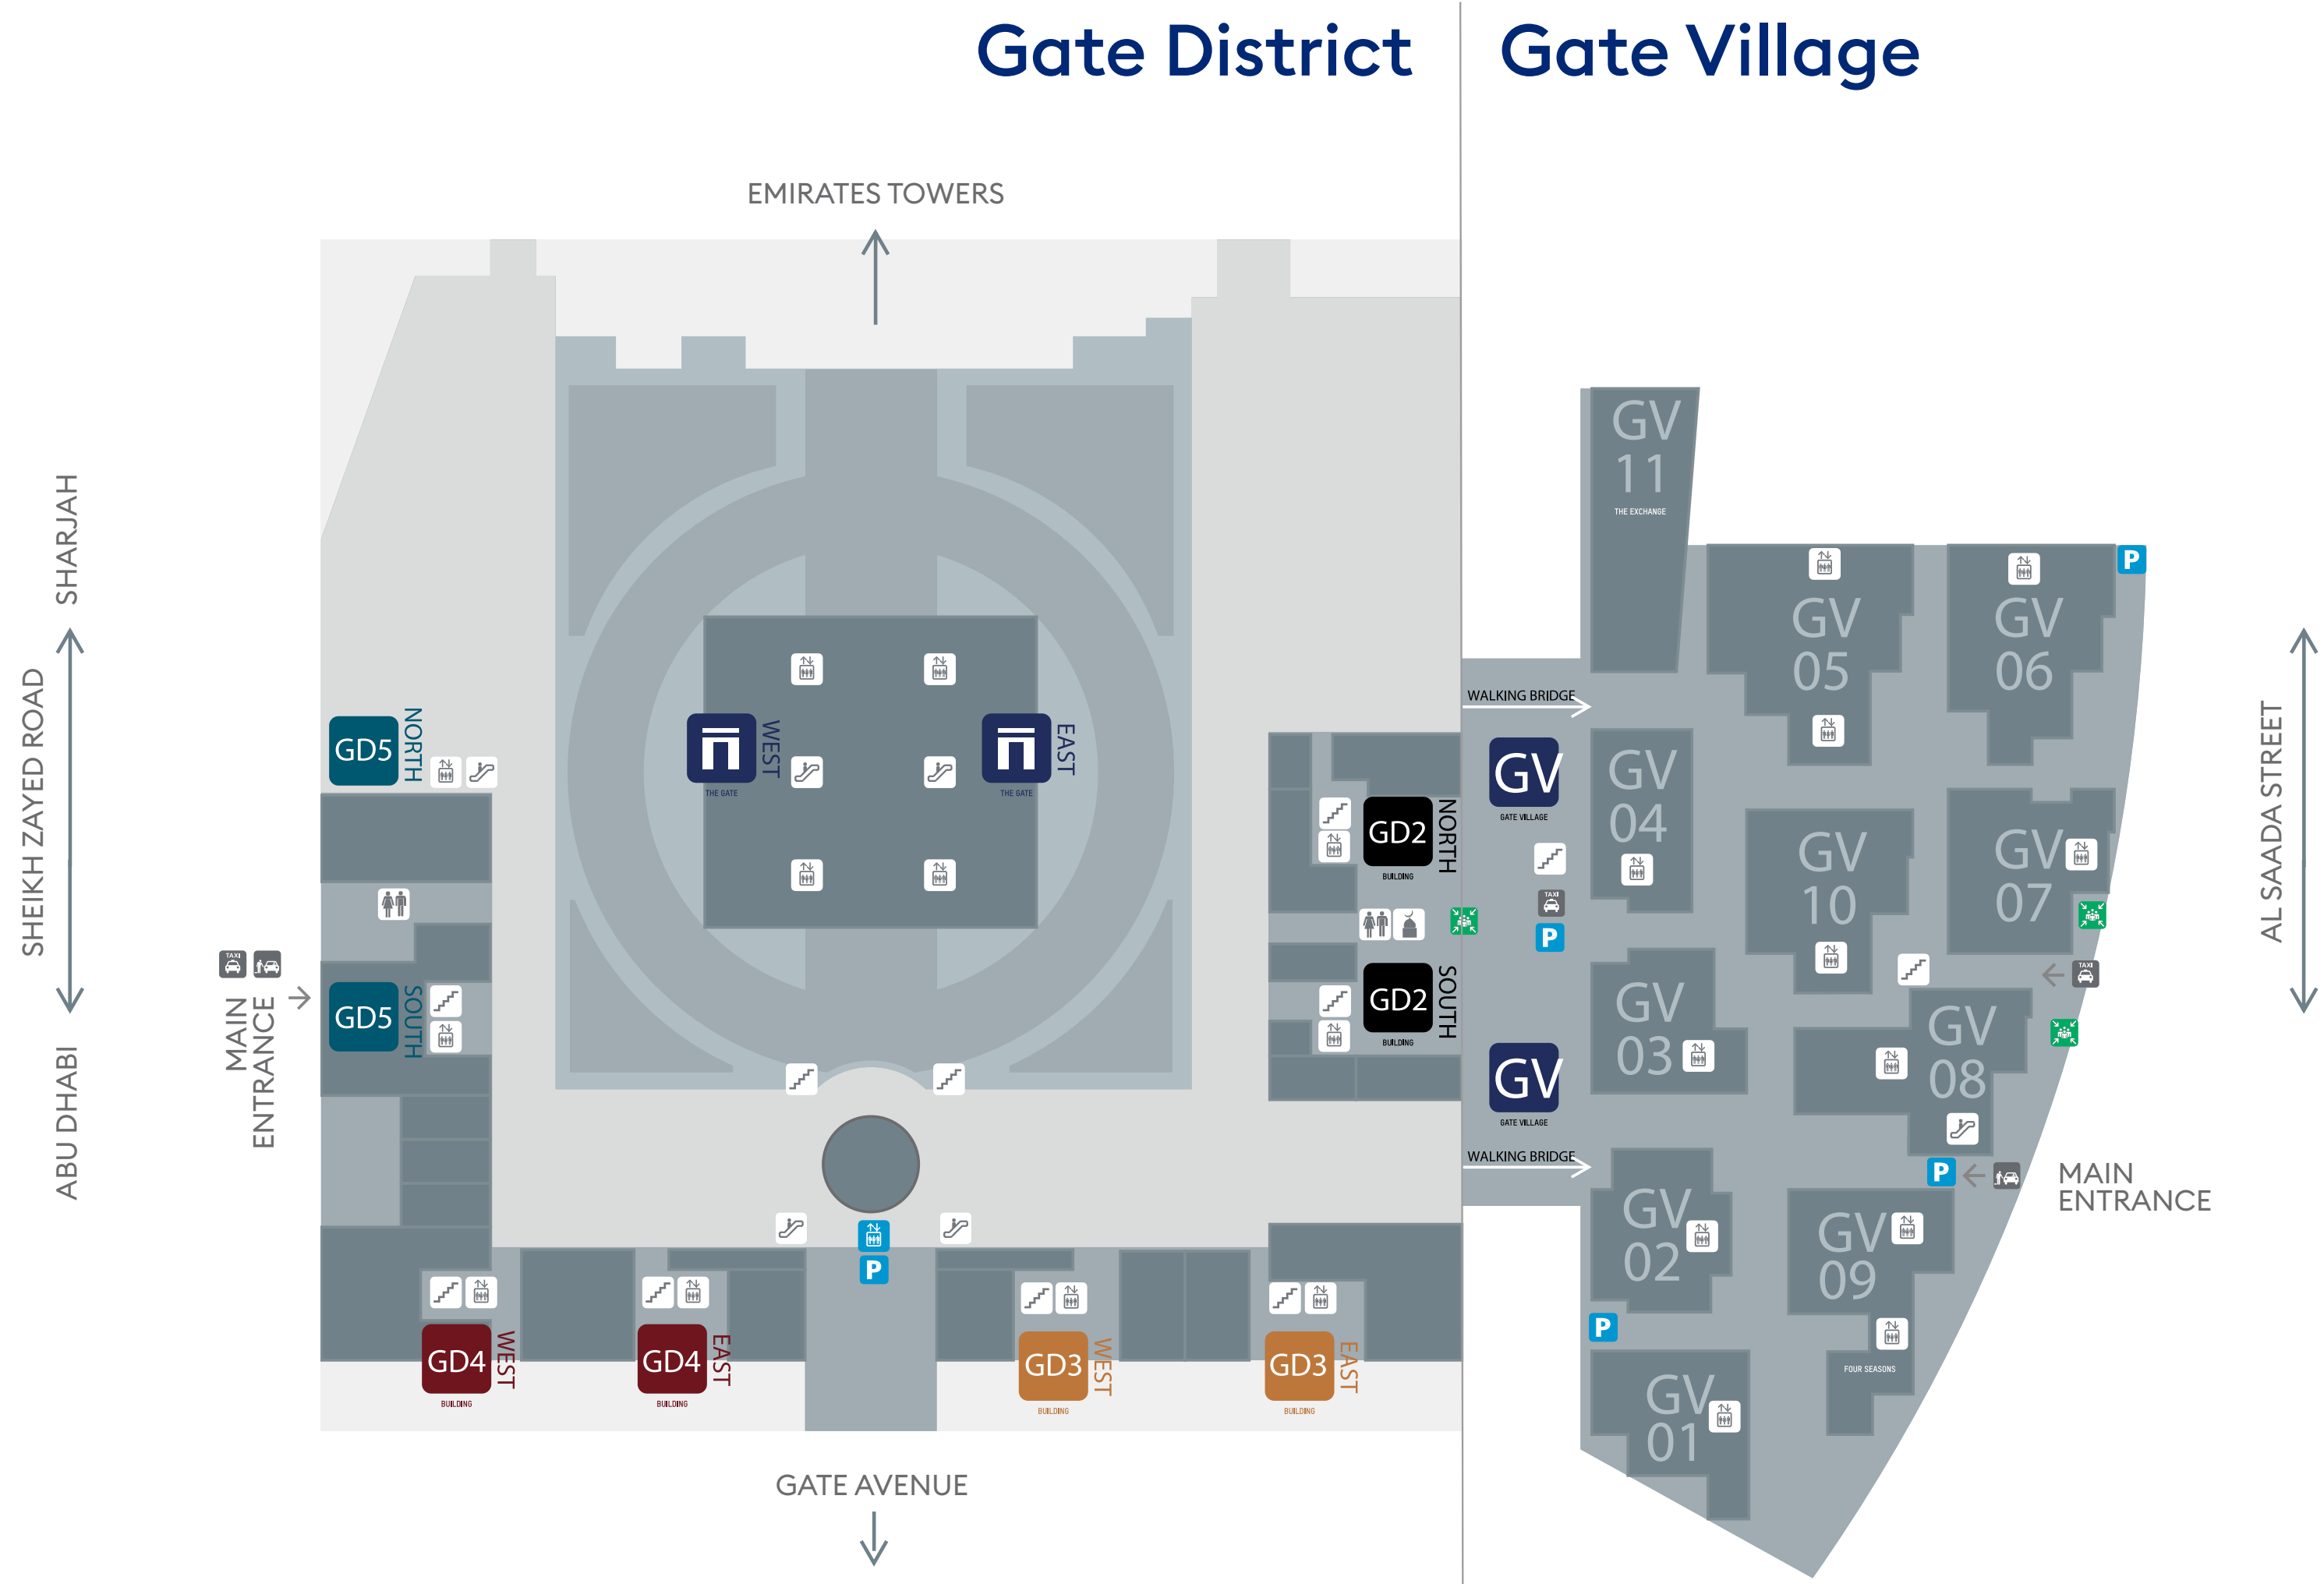 Gate District
Gate Village
EMIRATES TOWERS
SHARJAH
SHEIKH ZAYED ROAD
ABU DHABI
TAXI
MAIN
ENTRANCE
GD5
NORTH
GD5
SOUTH
WEST
THE GATE
EAST
THE GATE
GD2
NORTH
BUILDING
GD2
SOUTH
BUILDING
P
GD4
WEST
BUILDING
GD4
EAST
BUILDING
GD3
WEST
BUILDING
GD3
EAST
BUILDING
GATE AVENUE
WALKING BRIDGE
GV
GATE VILLAGE
TAXI
P
GV
GATE VILLAGE
WALKING BRIDGE
GV
11
THE EXCHANGE
GV
05
GV
06
P
GV
04
GV
10
GV
07
GV
03
TAXI
GV
08
P
MAIN
ENTRANCE
GV
02
GV
09
P
FOUR SEASONS
GV
01
AL SAADA STREET